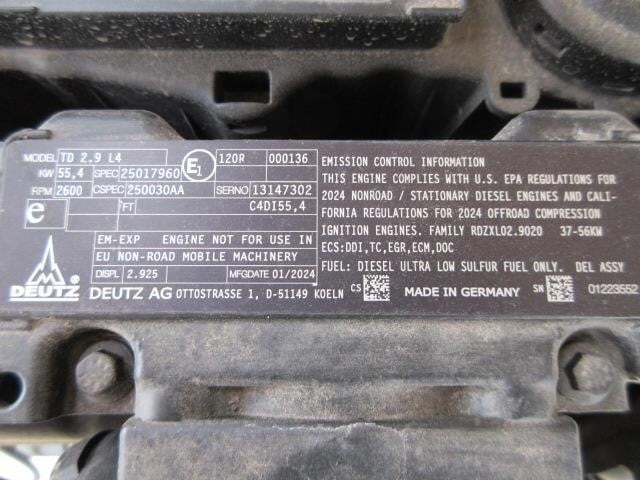 MODEL TD 2.9 L4 E1 120R 000136
KW 55,4 SPEC 25017960
RPM 2600 CSPEC 250030AA SERNO 13147302
e FT C4DI55,4
EM-EXP ENGINE NOT FOR USE IN
EU NON-ROAD MOBILE MACHINERY
DISPL 2.925 MFGDATE 01/2024
DEUTZ DEUTZ AG OTTOSTRASSE 1, D-51149 KOELN CS MADE IN GERMANY SN 01223552
EMISSION CONTROL INFORMATION
THIS ENGINE COMPLIES WITH U.S. EPA REGULATIONS FOR
2024 NONROAD / STATIONARY DIESEL ENGINES AND CALI-
FORNIA REGULATIONS FOR 2024 OFFROAD COMPRESSION
IGNITION ENGINES. FAMILY RDZXL02.9020 37-56KW
ECS:DDI,TC,EGR,ECM,DOC
FUEL: DIESEL ULTRA LOW SULFUR FUEL ONLY. DEL ASSY